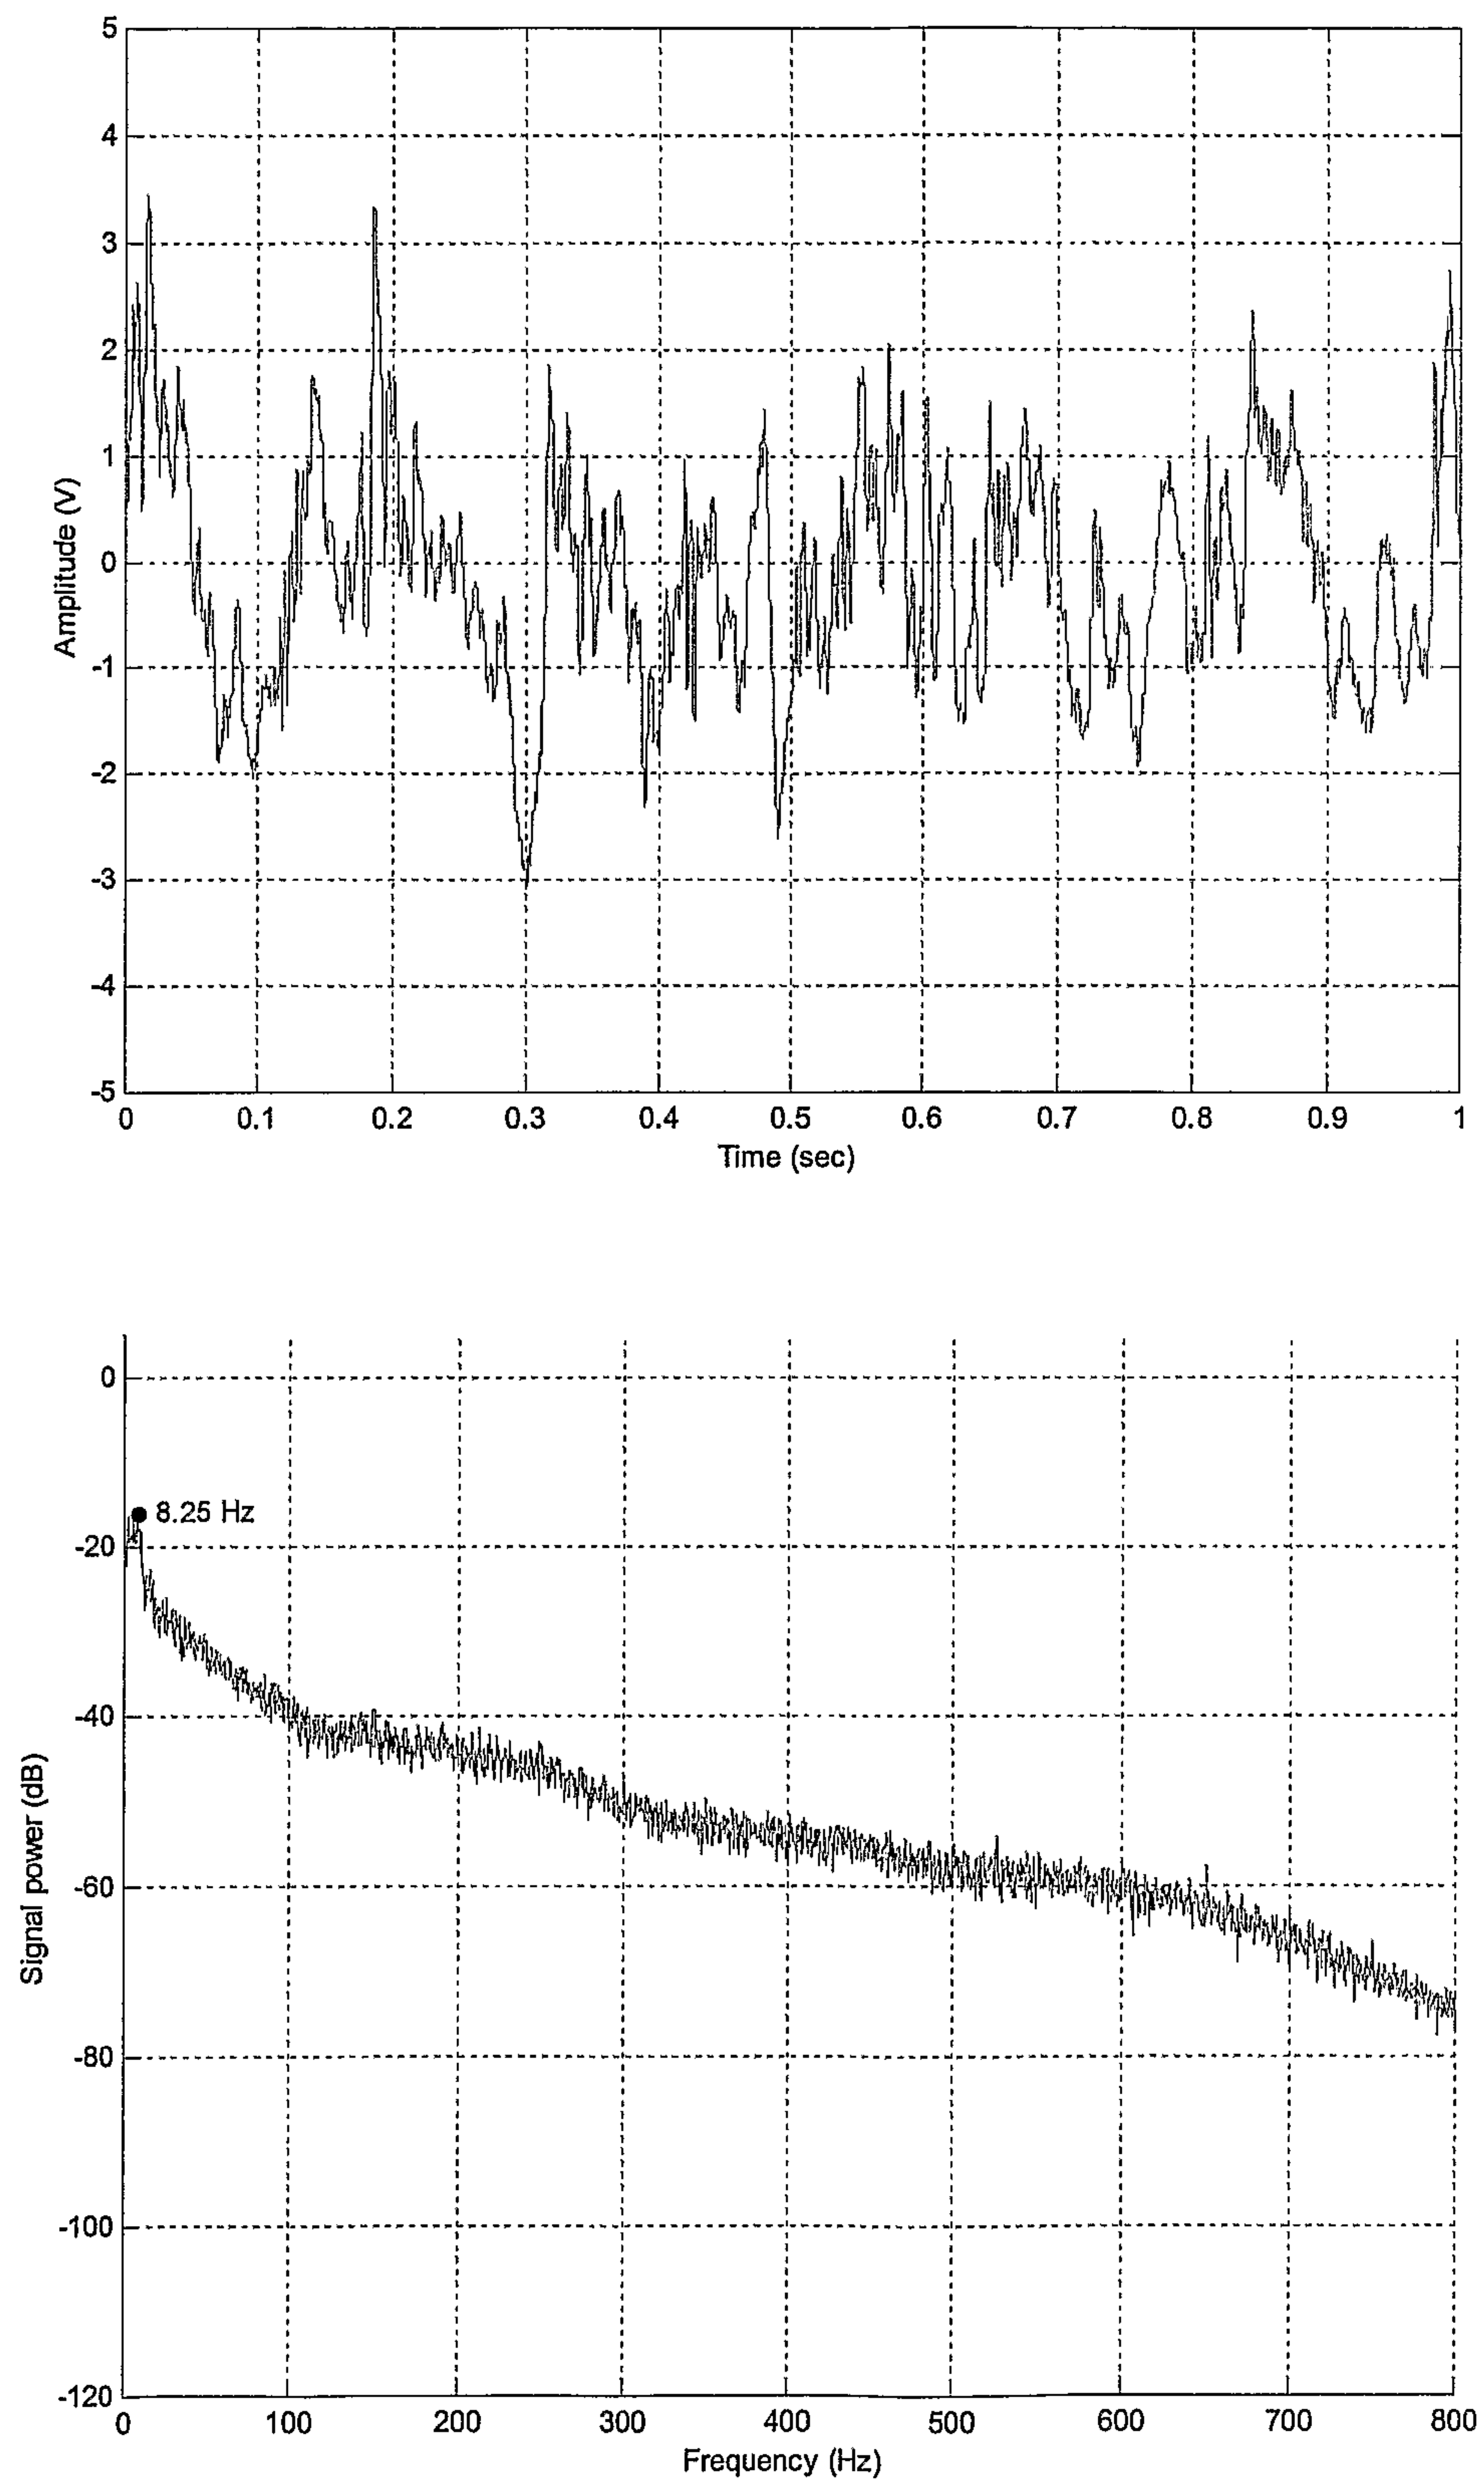 5
4
3
2
1
0
-1
-2
-3
-4
-5
Amplitude (V)
0 0.1 0.2 0.3 0.4 0.5 0.6 0.7 0.8 0.9 1
Time (sec)
0
-20
-40
-60
-80
-100
-120
8.25 Hz
Signal power (dB)
0 100 200 300 400 500 600 700 800
Frequency (Hz)